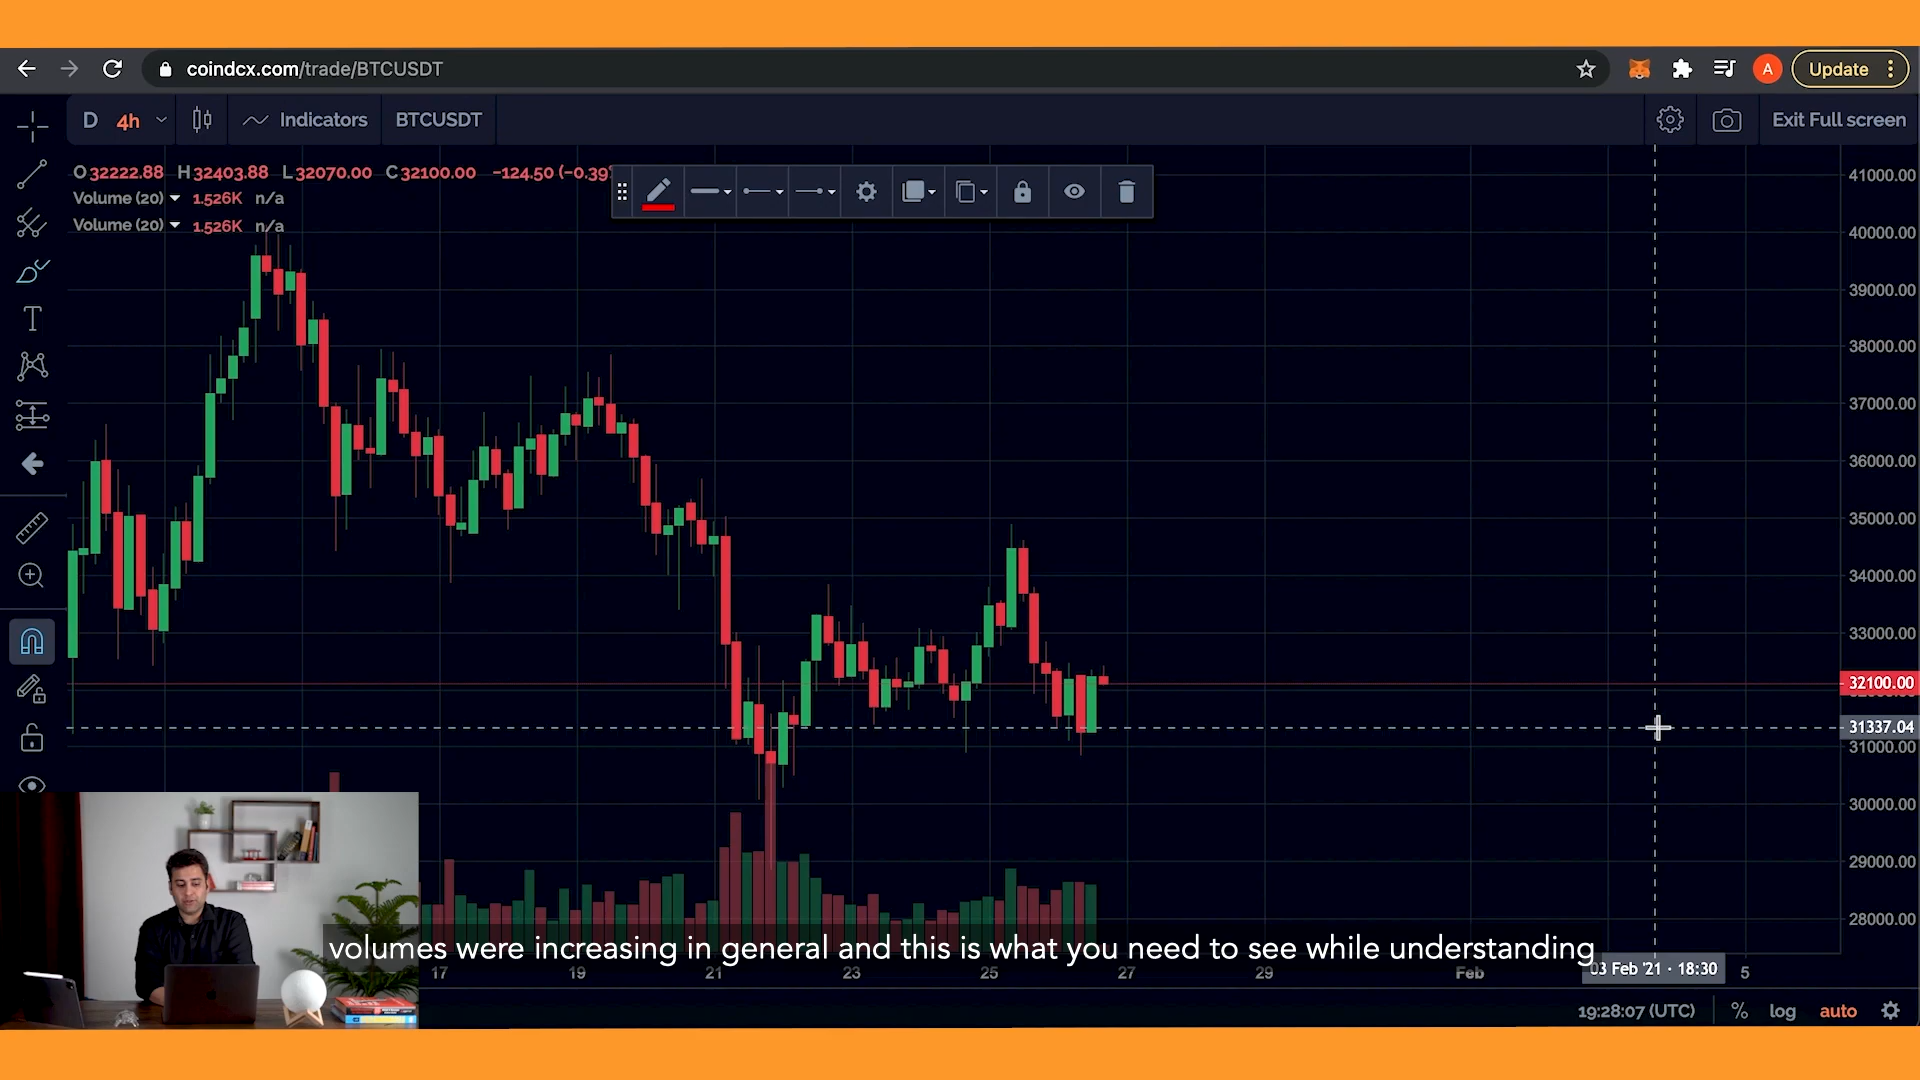 coindcx.com/trade/BTCUSDT
A
Update
D 4h Indicators BTCUSDT
Exit Full screen
O32222.88 H32403.88 L32070.00 C32100.00 −124.50 (−0.39
Volume (20) 1.526K n/a
Volume (20) 1.526K n/a
T
41000.00
40000.00
39000.00
38000.00
37000.00
36000.00
35000.00
34000.00
33000.00
32100.00
31337.04
31000.00
30000.00
29000.00
28000.00
volumes were increasing in general and this is what you need to see while understanding
17 19 21 23 25 27 29 Feb 03 Feb '21 · 18:30 5
19:28:07 (UTC) % log auto